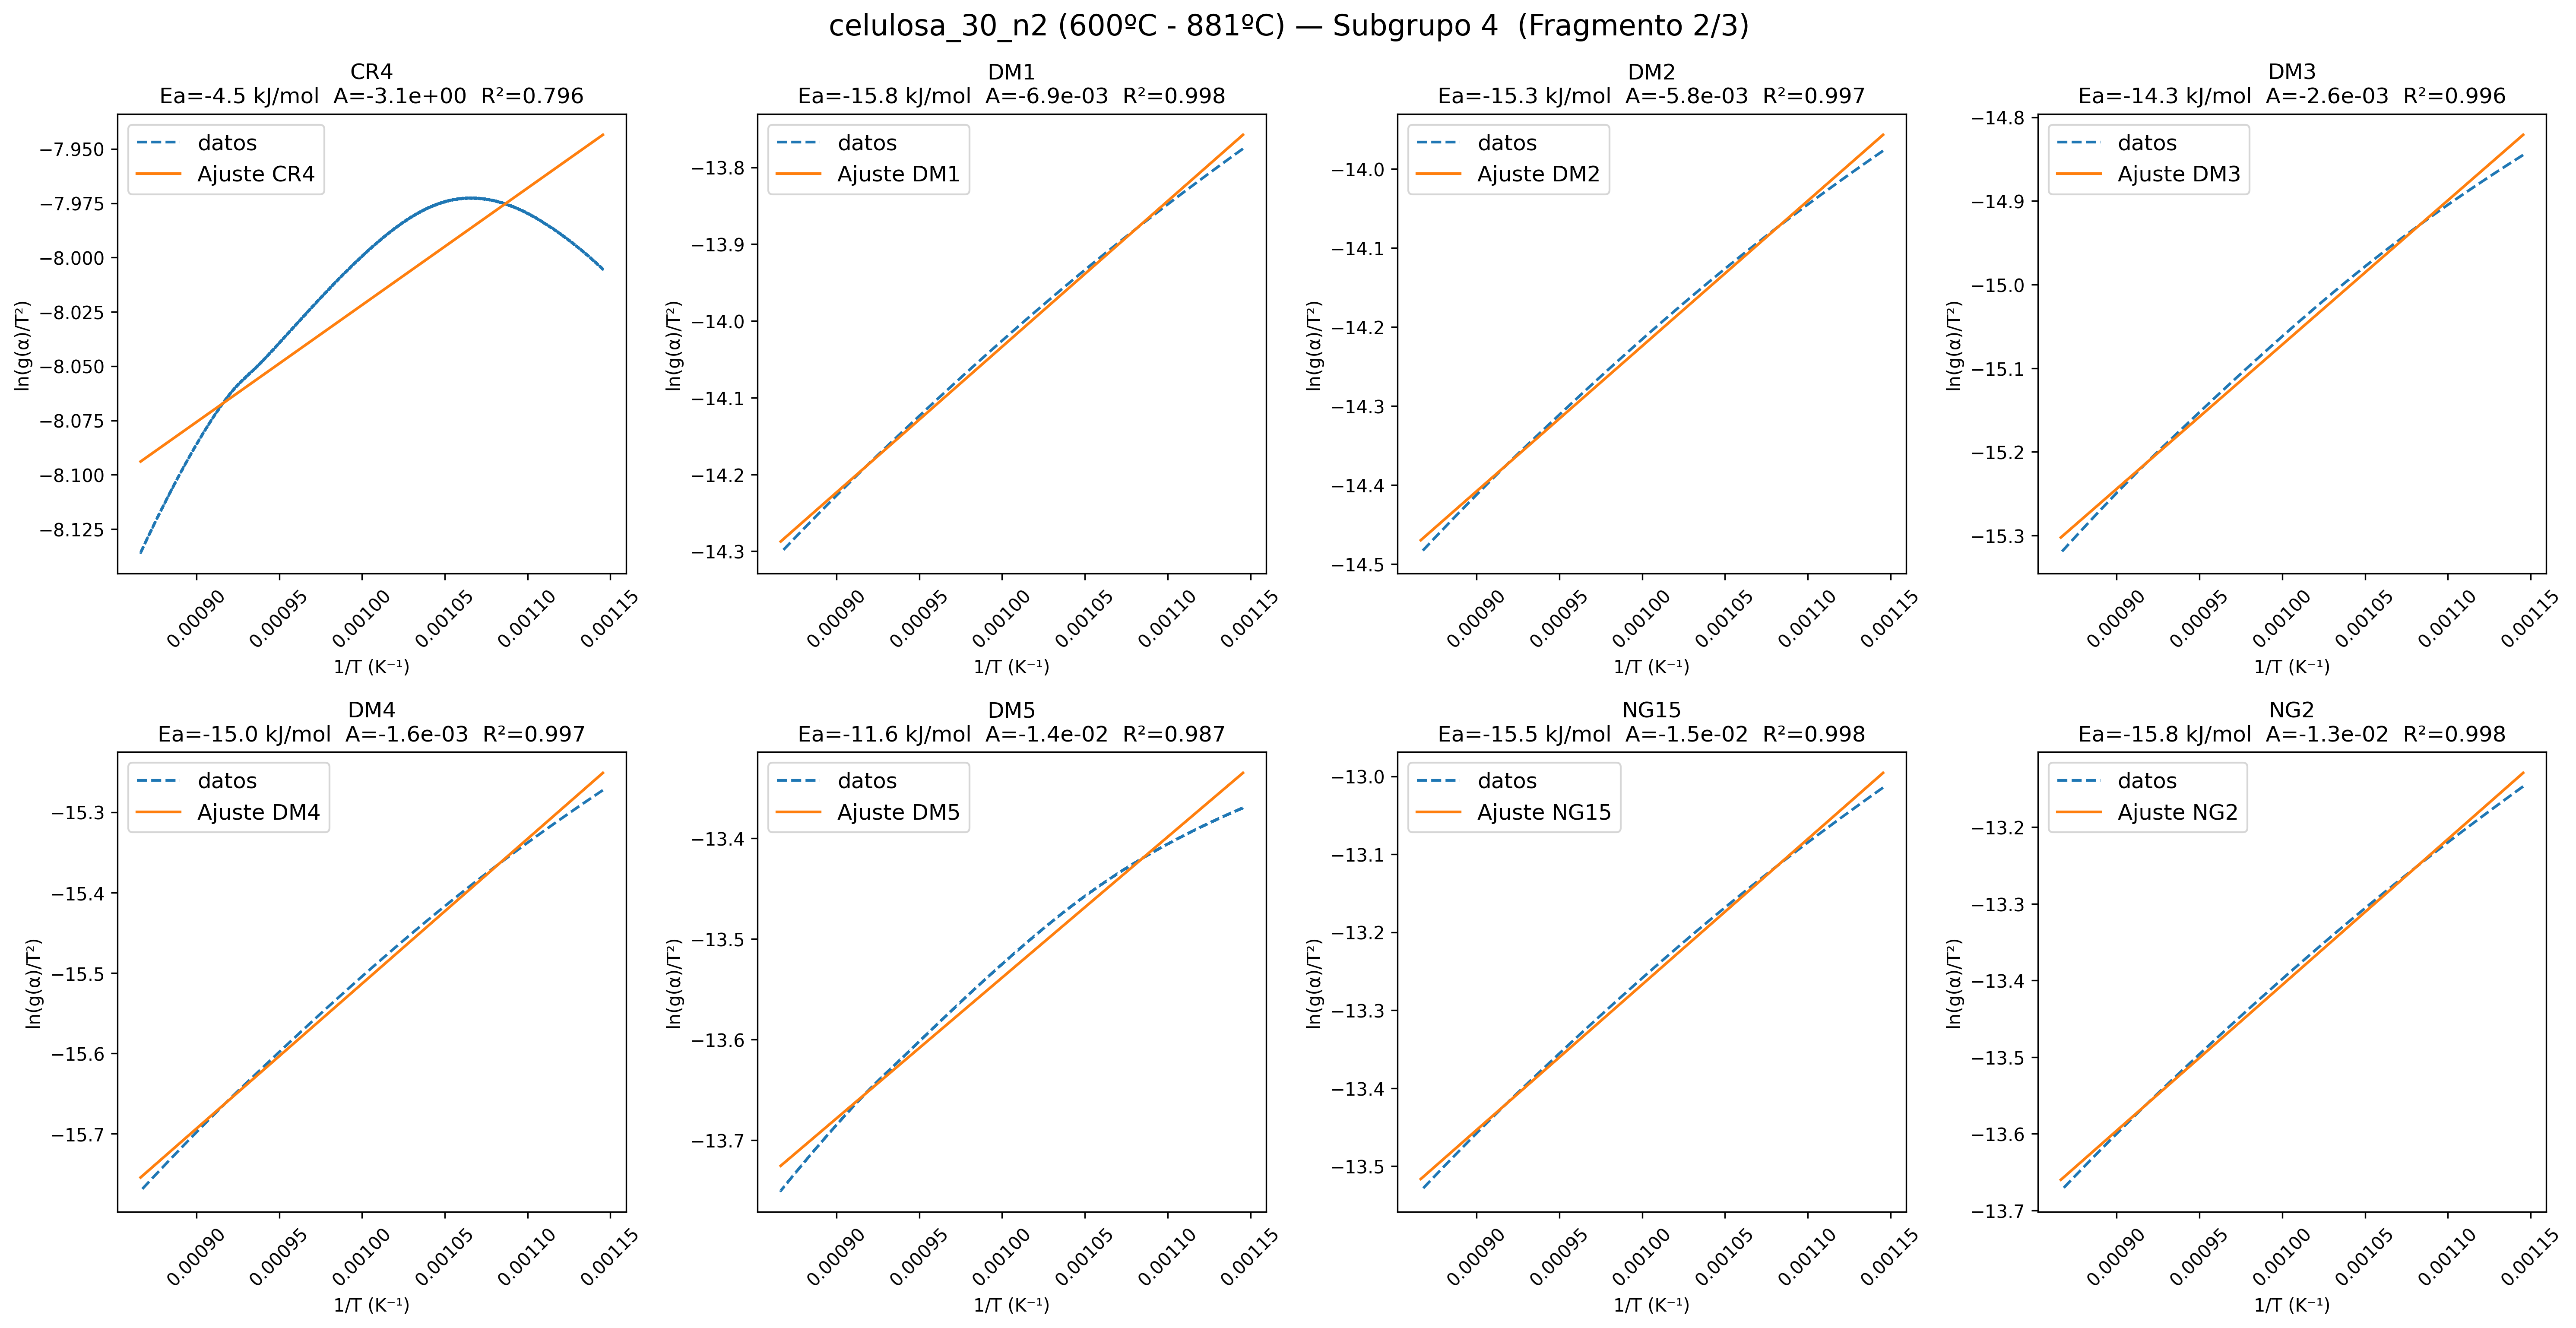 celulosa_30_n2 (600ºC - 881ºC) — Subgrupo 4  (Fragmento 2/3)
CR4
Ea=-4.5 kJ/mol  A=-3.1e+00  R²=0.796
datos
Ajuste CR4
ln(g(α)/T²)
−7.950
−7.975
−8.000
−8.025
−8.050
−8.075
−8.100
−8.125
0.00090
0.00095
0.00100
0.00105
0.00110
0.00115
1/T (K⁻¹)
DM1
Ea=-15.8 kJ/mol  A=-6.9e-03  R²=0.998
datos
Ajuste DM1
ln(g(α)/T²)
−13.8
−13.9
−14.0
−14.1
−14.2
−14.3
0.00090
0.00095
0.00100
0.00105
0.00110
0.00115
1/T (K⁻¹)
DM2
Ea=-15.3 kJ/mol  A=-5.8e-03  R²=0.997
datos
Ajuste DM2
ln(g(α)/T²)
−14.0
−14.1
−14.2
−14.3
−14.4
−14.5
0.00090
0.00095
0.00100
0.00105
0.00110
0.00115
1/T (K⁻¹)
DM3
Ea=-14.3 kJ/mol  A=-2.6e-03  R²=0.996
datos
Ajuste DM3
ln(g(α)/T²)
−14.8
−14.9
−15.0
−15.1
−15.2
−15.3
0.00090
0.00095
0.00100
0.00105
0.00110
0.00115
1/T (K⁻¹)
DM4
Ea=-15.0 kJ/mol  A=-1.6e-03  R²=0.997
datos
Ajuste DM4
ln(g(α)/T²)
−15.3
−15.4
−15.5
−15.6
−15.7
0.00090
0.00095
0.00100
0.00105
0.00110
0.00115
1/T (K⁻¹)
DM5
Ea=-11.6 kJ/mol  A=-1.4e-02  R²=0.987
datos
Ajuste DM5
ln(g(α)/T²)
−13.4
−13.5
−13.6
−13.7
0.00090
0.00095
0.00100
0.00105
0.00110
0.00115
1/T (K⁻¹)
NG15
Ea=-15.5 kJ/mol  A=-1.5e-02  R²=0.998
datos
Ajuste NG15
ln(g(α)/T²)
−13.0
−13.1
−13.2
−13.3
−13.4
−13.5
0.00090
0.00095
0.00100
0.00105
0.00110
0.00115
1/T (K⁻¹)
NG2
Ea=-15.8 kJ/mol  A=-1.3e-02  R²=0.998
datos
Ajuste NG2
ln(g(α)/T²)
−13.2
−13.3
−13.4
−13.5
−13.6
−13.7
0.00090
0.00095
0.00100
0.00105
0.00110
0.00115
1/T (K⁻¹)